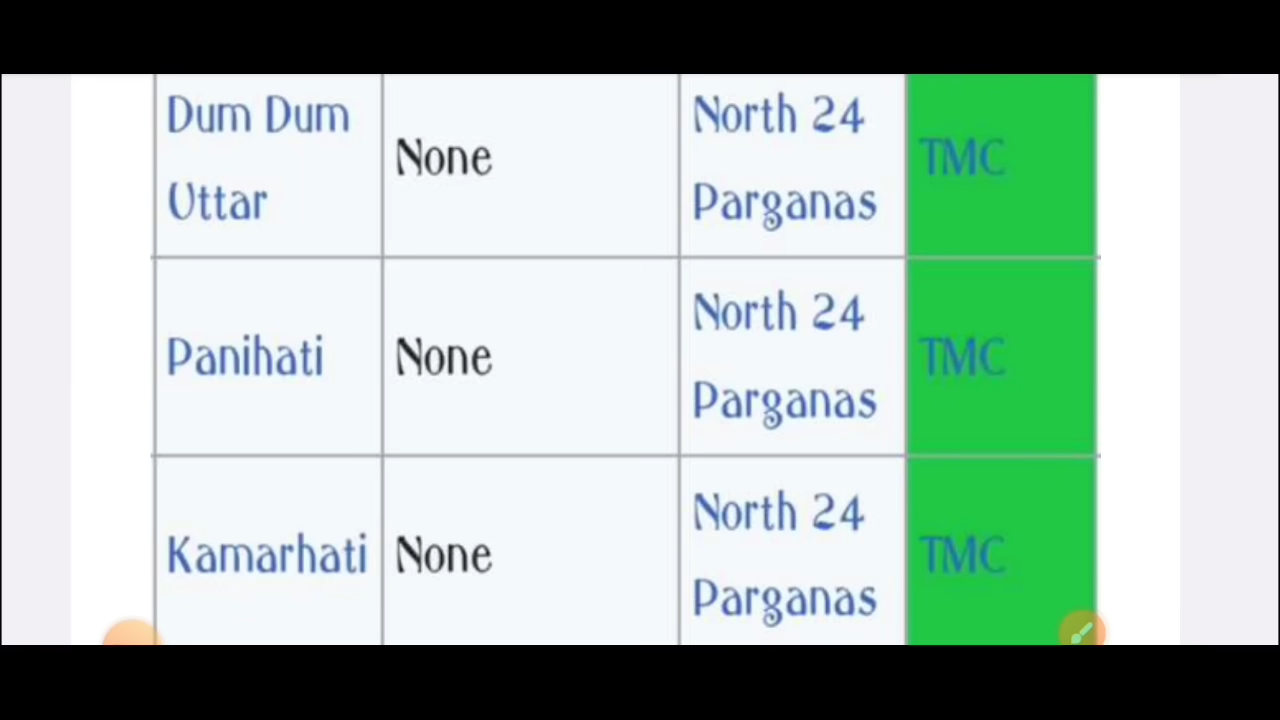 Dum Dum
Uttar
None
North 24
Parganas
TMC
Panihati
None
North 24
Parganas
TMC
Kamarhati
None
North 24
Parganas
TMC